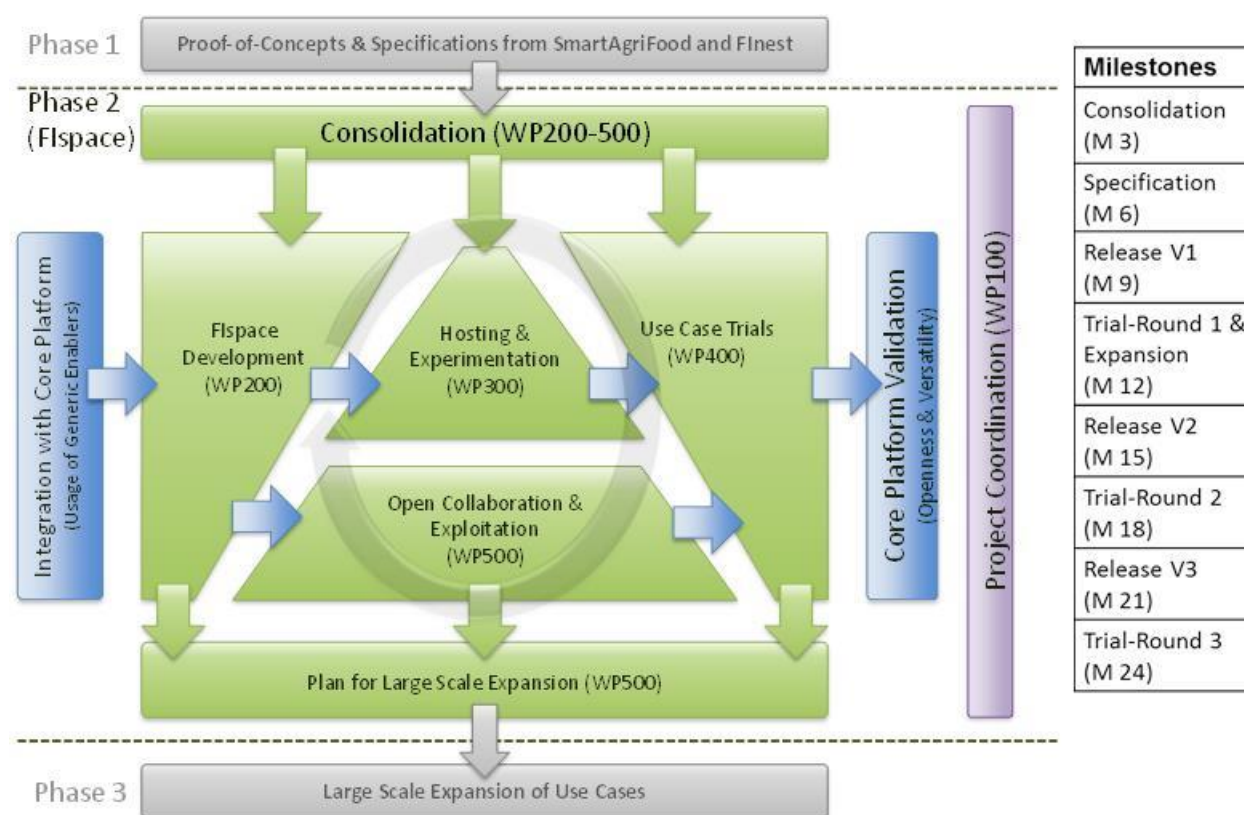 Phase 1
Proof-of-Concepts & Specifications from SmartAgriFood and FInest
Phase 2
(FIspace)
Consolidation (WP200-500)
Integration with Core Platform
(Usage of Generic Enablers)
FIspace
Development
(WP200)
Hosting &
Experimentation
(WP300)
Use Case Trials
(WP400)
Open Collaboration &
Exploitation
(WP500)
Core Platform Validation
(Openness & Versatility)
Project Coordination (WP100)
Plan for Large Scale Expansion (WP500)
Phase 3
Large Scale Expansion of Use Cases
Milestones
Consolidation
(M 3)
Specification
(M 6)
Release V1
(M 9)
Trial-Round 1 &
Expansion
(M 12)
Release V2
(M 15)
Trial-Round 2
(M 18)
Release V3
(M 21)
Trial-Round 3
(M 24)